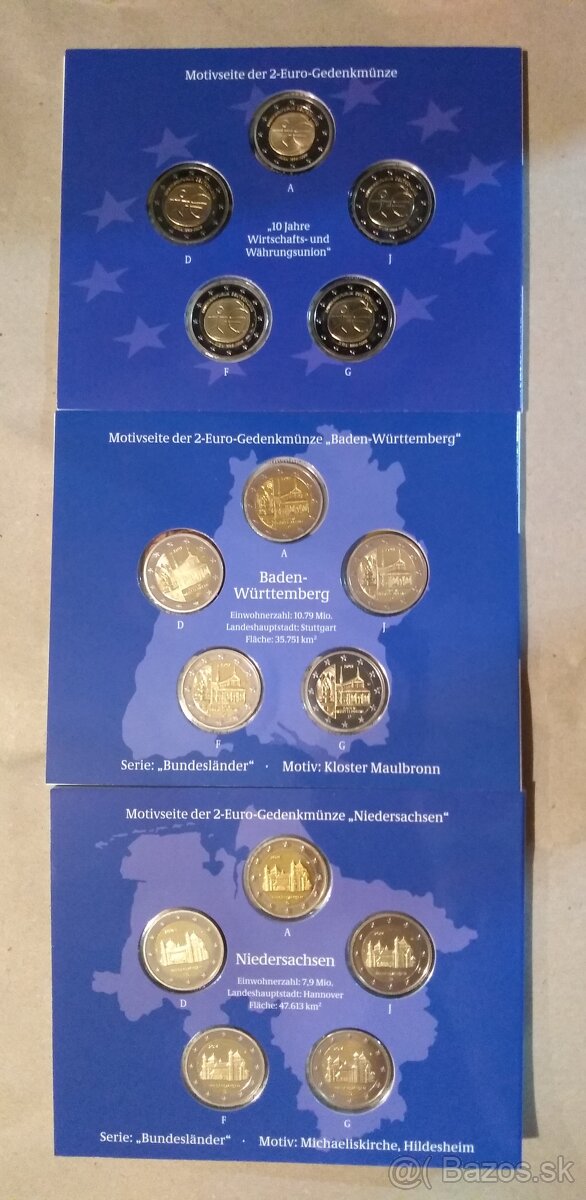 Motivseite der 2-Euro-Gedenkmünze
A
D
J
„10 Jahre
Wirtschafts- und
Währungsunion“
F
G
Motivseite der 2-Euro-Gedenkmünze „Baden-Württemberg“
A
Baden-
Württemberg
D
J
Einwohnerzahl: 10.79 Mio.
Landeshauptstadt: Stuttgart
Fläche: 35.751 km²
F
G
Serie: „Bundesländer“ · Motiv: Kloster Maulbronn
Motivseite der 2-Euro-Gedenkmünze „Niedersachsen“
A
Niedersachsen
D
J
Einwohnerzahl: 7,9 Mio.
Landeshauptstadt: Hannover
Fläche: 47.613 km²
F
G
Serie: „Bundesländer“ · Motiv: Michaeliskirche, Hildesheim
@( Bazos.sk